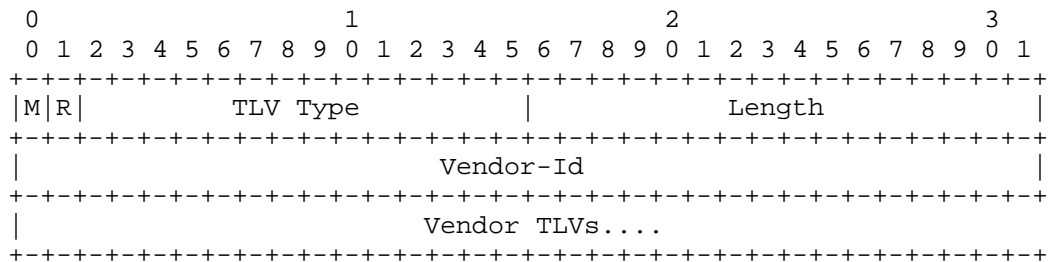 0                   1                   2                   3
 0 1 2 3 4 5 6 7 8 9 0 1 2 3 4 5 6 7 8 9 0 1 2 3 4 5 6 7 8 9 0 1
+-+-+-+-+-+-+-+-+-+-+-+-+-+-+-+-+-+-+-+-+-+-+-+-+-+-+-+-+-+-+-+-+
|M|R|         TLV Type          |            Length             |
+-+-+-+-+-+-+-+-+-+-+-+-+-+-+-+-+-+-+-+-+-+-+-+-+-+-+-+-+-+-+-+-+
|                          Vendor-Id                            |
+-+-+-+-+-+-+-+-+-+-+-+-+-+-+-+-+-+-+-+-+-+-+-+-+-+-+-+-+-+-+-+-+
|                         Vendor TLVs....
+-+-+-+-+-+-+-+-+-+-+-+-+-+-+-+-+-+-+-+-+-+-+-+-+-+-+-+-+-+-+-+-+